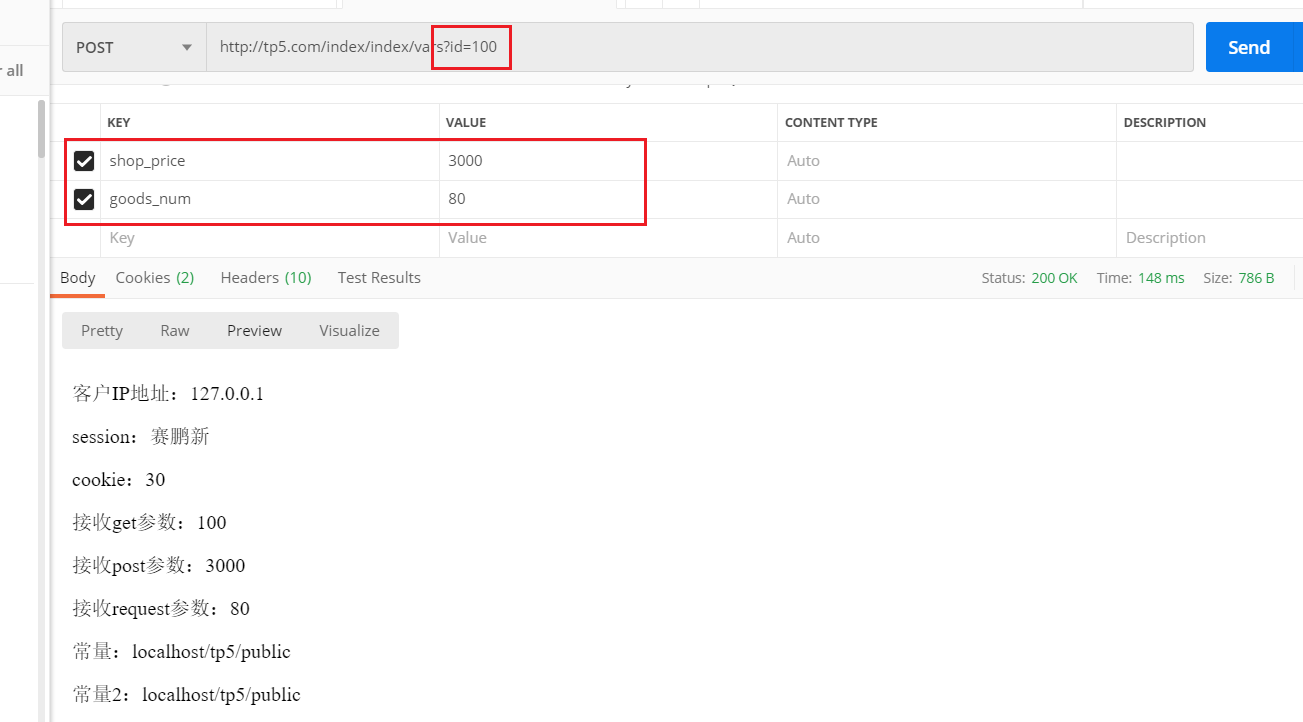 POST http://tp5.com/index/index/vars?id=100 Send
r all
KEY VALUE CONTENT TYPE DESCRIPTION
shop_price 3000 Auto
goods_num 80 Auto
Key Value Auto Description
Body Cookies (2) Headers (10) Test Results Status: 200 OK Time: 148 ms Size: 786 B
Pretty Raw Preview Visualize
客户IP地址：127.0.0.1
session：赛鹏新
cookie：30
接收get参数：100
接收post参数：3000
接收request参数：80
常量：localhost/tp5/public
常量2：localhost/tp5/public